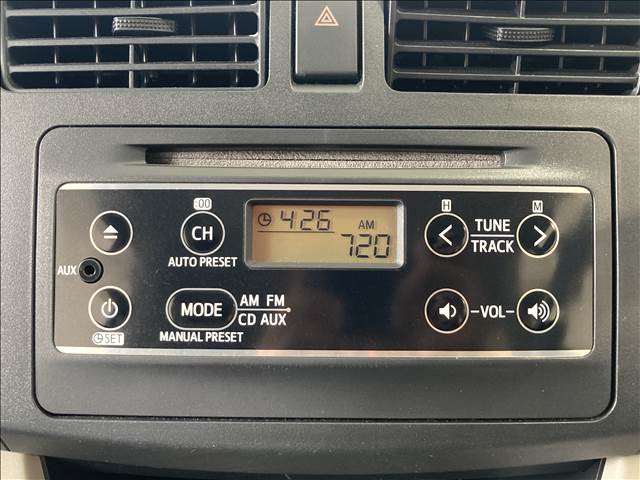 :00
H
M
CH
AUTO PRESET
4:26
AM
720
TUNE
TRACK
AUX
SET
MODE
AM FM
CD AUX
MANUAL PRESET
-VOL-